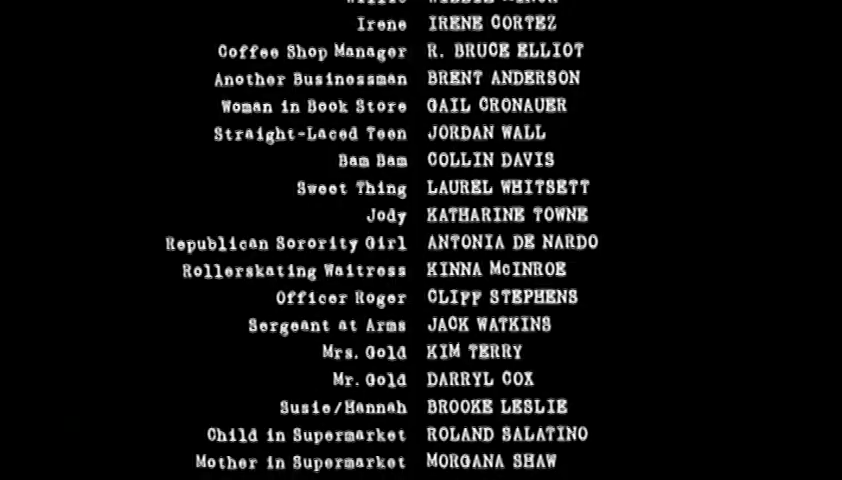 Irene IRENE CORTEZ
Coffee Shop Manager R. BRUCE ELLIOT
Another Businessman BRENT ANDERSON
Woman in Book Store GAIL CRONAUER
Straight-Laced Teen JORDAN WALL
Bam Bam COLLIN DAVIS
Sweet Thing LAUREL WHITSETT
Jody KATHARINE TOWNE
Republican Sorority Girl ANTONIA DE NARDO
Rollerskating Waitress KINNA McINROE
Officer Roger CLIFF STEPHENS
Sergeant at Arms JACK WATKINS
Mrs. Gold KIM TERRY
Mr. Gold DARRYL COX
Susie/Hannah BROOKE LESLIE
Child in Supermarket ROLAND SALATINO
Mother in Supermarket MORGANA SHAW